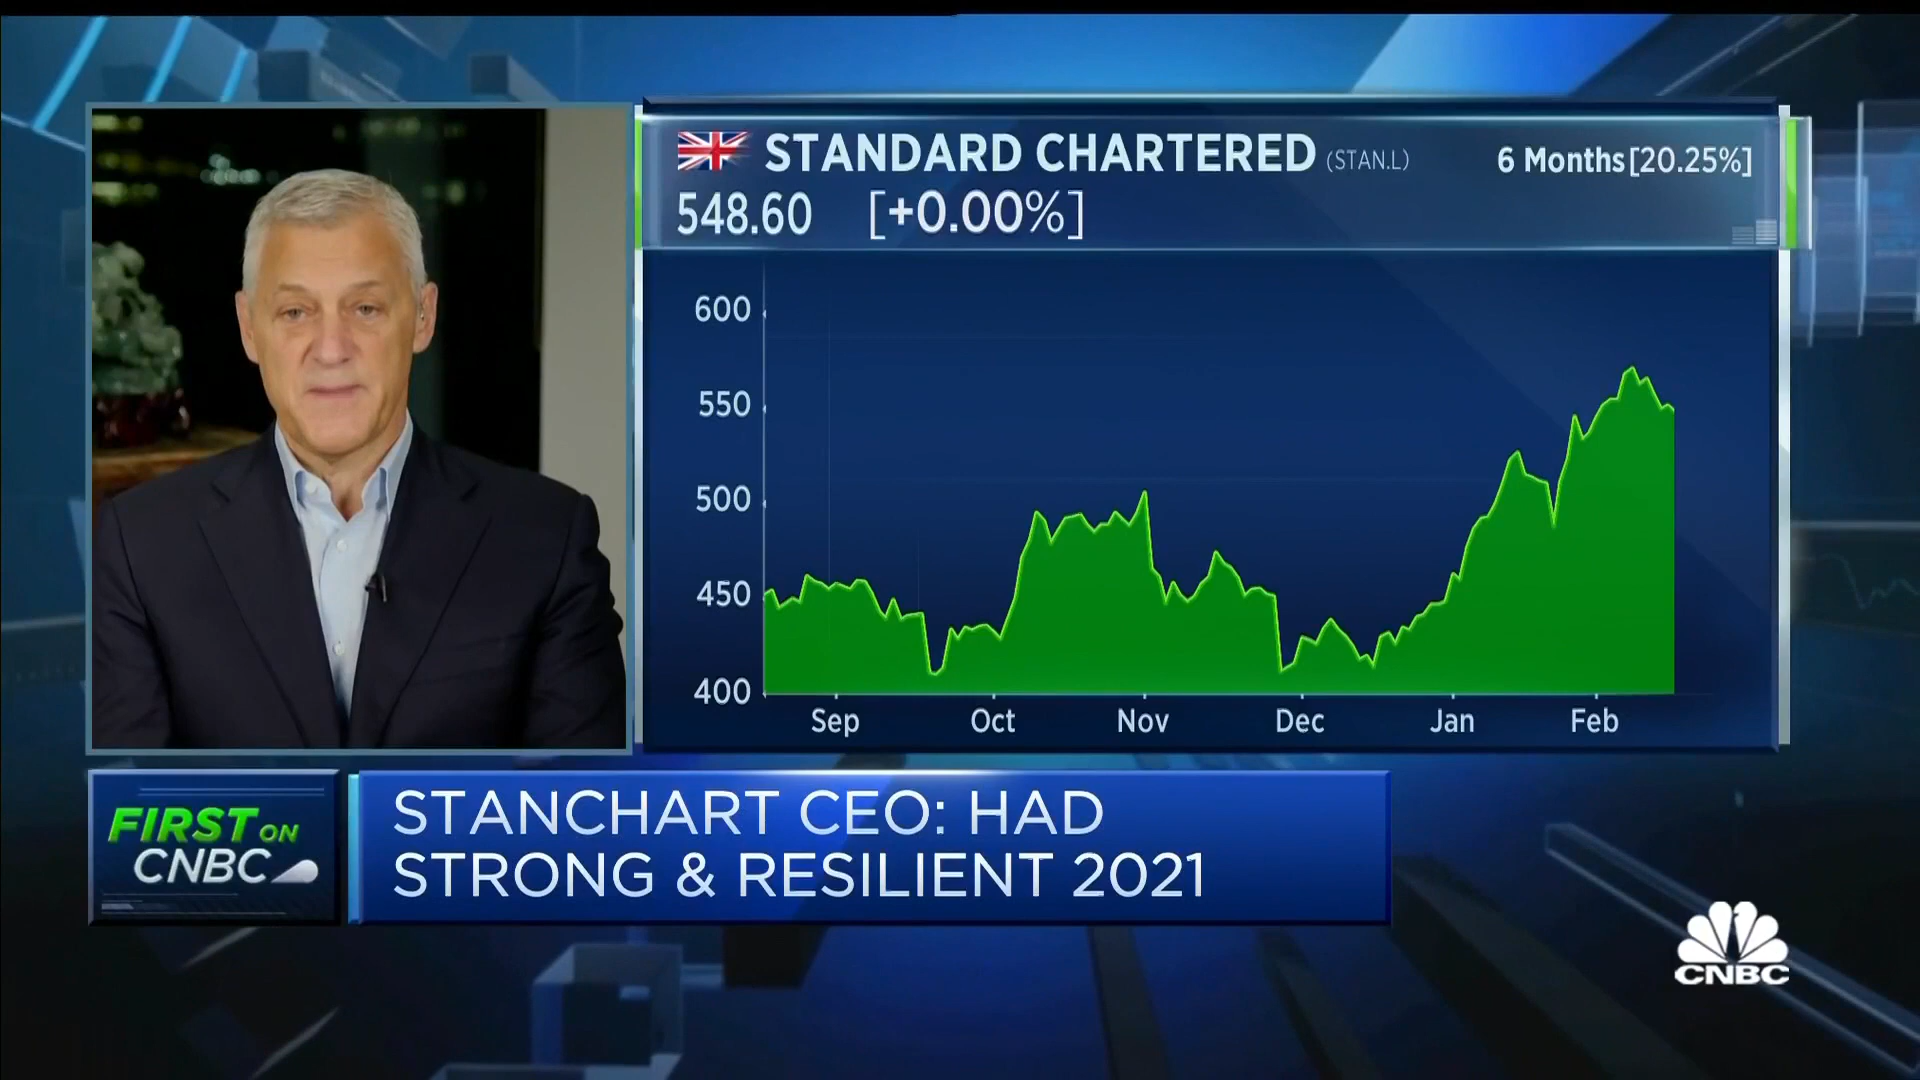 STANDARD CHARTERED (STAN.L)
6 Months [20.25%]
548.60 [+0.00%]
600
550
500
450
400
Sep Oct Nov Dec Jan Feb
FIRST ON
CNBC
STANCHART CEO: HAD
STRONG & RESILIENT 2021
CNBC